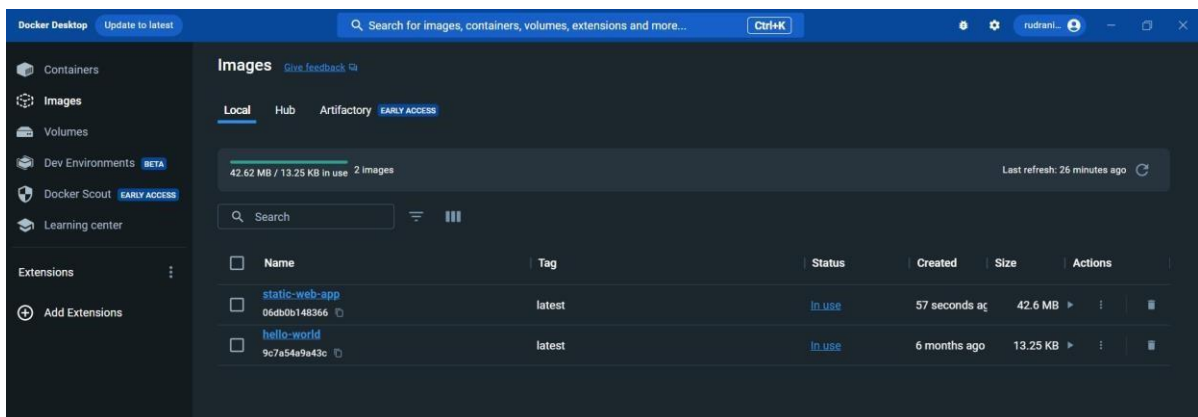 Docker Desktop Update to latest Search for images, containers, volumes, extensions and more... Ctrl+K rudrani...
Containers
Images
Volumes
Dev Environments BETA
Docker Scout EARLY ACCESS
Learning center
Extensions
Add Extensions
Images Give feedback
Local Hub Artifactory EARLY ACCESS
42.62 MB / 13.25 KB in use 2 images Last refresh: 26 minutes ago
Search
Name Tag Status Created Size Actions
static-web-app
06db0b148366
latest In use 57 seconds ag 42.6 MB
hello-world
9c7a54a9a43c
latest In use 6 months ago 13.25 KB